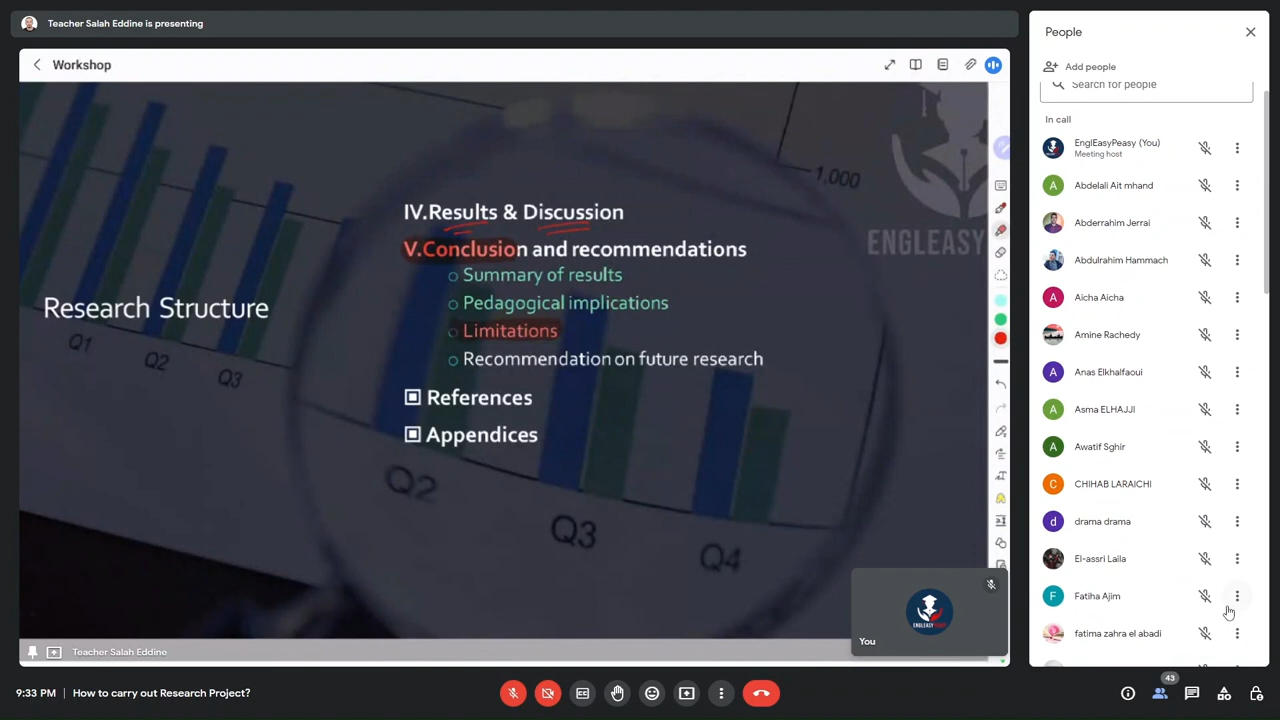 Teacher Salah Eddine is presenting
Workshop
Research Structure
IV.Results & Discussion
V.Conclusion and recommendations
Summary of results
Pedagogical implications
Limitations
Recommendation on future research
References
Appendices
1,000
ENGLEASY
Q1
Q2
Q3
Q2
Q3
Q4
You
Teacher Salah Eddine
People
Add people
Search for people
In call
EnglEasyPeasy (You)
Meeting host
A Abdelali Ait mhand
Abderrahim Jerrai
Abdulrahim Hammach
A Aicha Aicha
Amine Rachedy
A Anas Elkhalfaoui
A Asma ELHAJJI
A Awatif Sghir
C CHIHAB LARAICHI
d drama drama
El-assri Laila
F Fatiha Ajim
fatima zahra el abadi
9:33 PM | How to carry out Research Project?
43